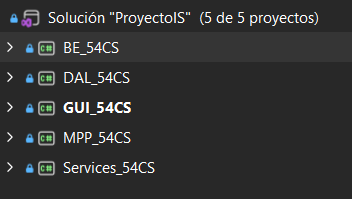 Solución "ProyectoIS" (5 de 5 proyectos)
C# BE_54CS
C# DAL_54CS
C# GUI_54CS
C# MPP_54CS
C# Services_54CS